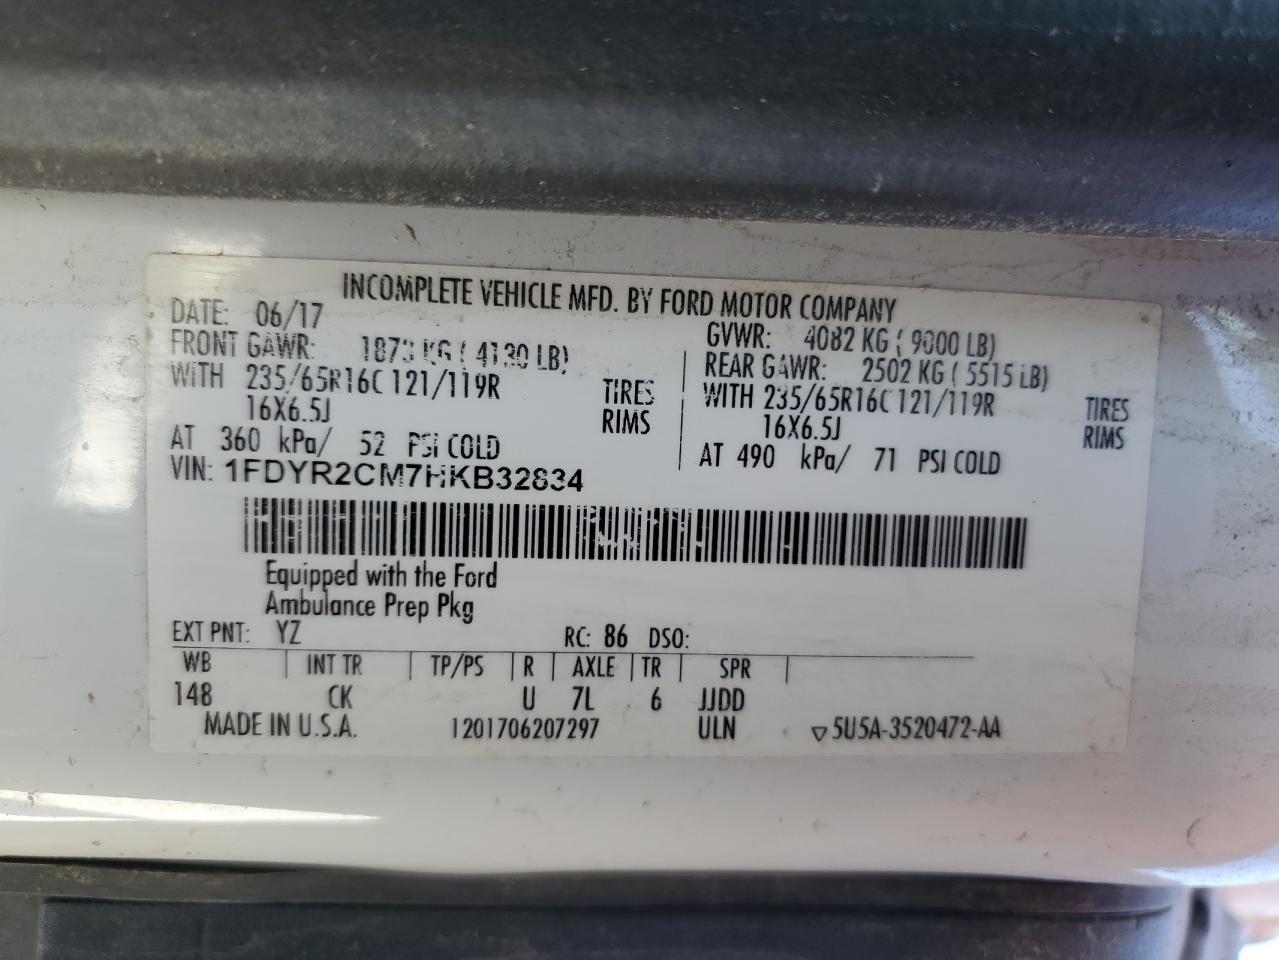 INCOMPLETE VEHICLE MFD. BY FORD MOTOR COMPANY
DATE: 06/17
GVWR: 4082 KG ( 9000 LB)
FRONT GAWR: 1873 KG ( 4130 LB)
REAR GAWR: 2502 KG ( 5515 LB)
WITH 235/65R16C 121/119R TIRES
WITH 235/65R16C 121/119R TIRES
16X6.5J RIMS
16X6.5J RIMS
AT 360 kPa/ 52 PSI COLD
AT 490 kPa/ 71 PSI COLD
VIN: 1FDYR2CM7HKB32834
Equipped with the Ford
Ambulance Prep Pkg
EXT PNT: YZ RC: 86 DSO:
WB | INT TR | TP/PS | R | AXLE | TR | SPR |
148 CK U 7L 6 JJDD
MADE IN U.S.A. 1201706207297 ULN ▽5U5A-3520472-AA